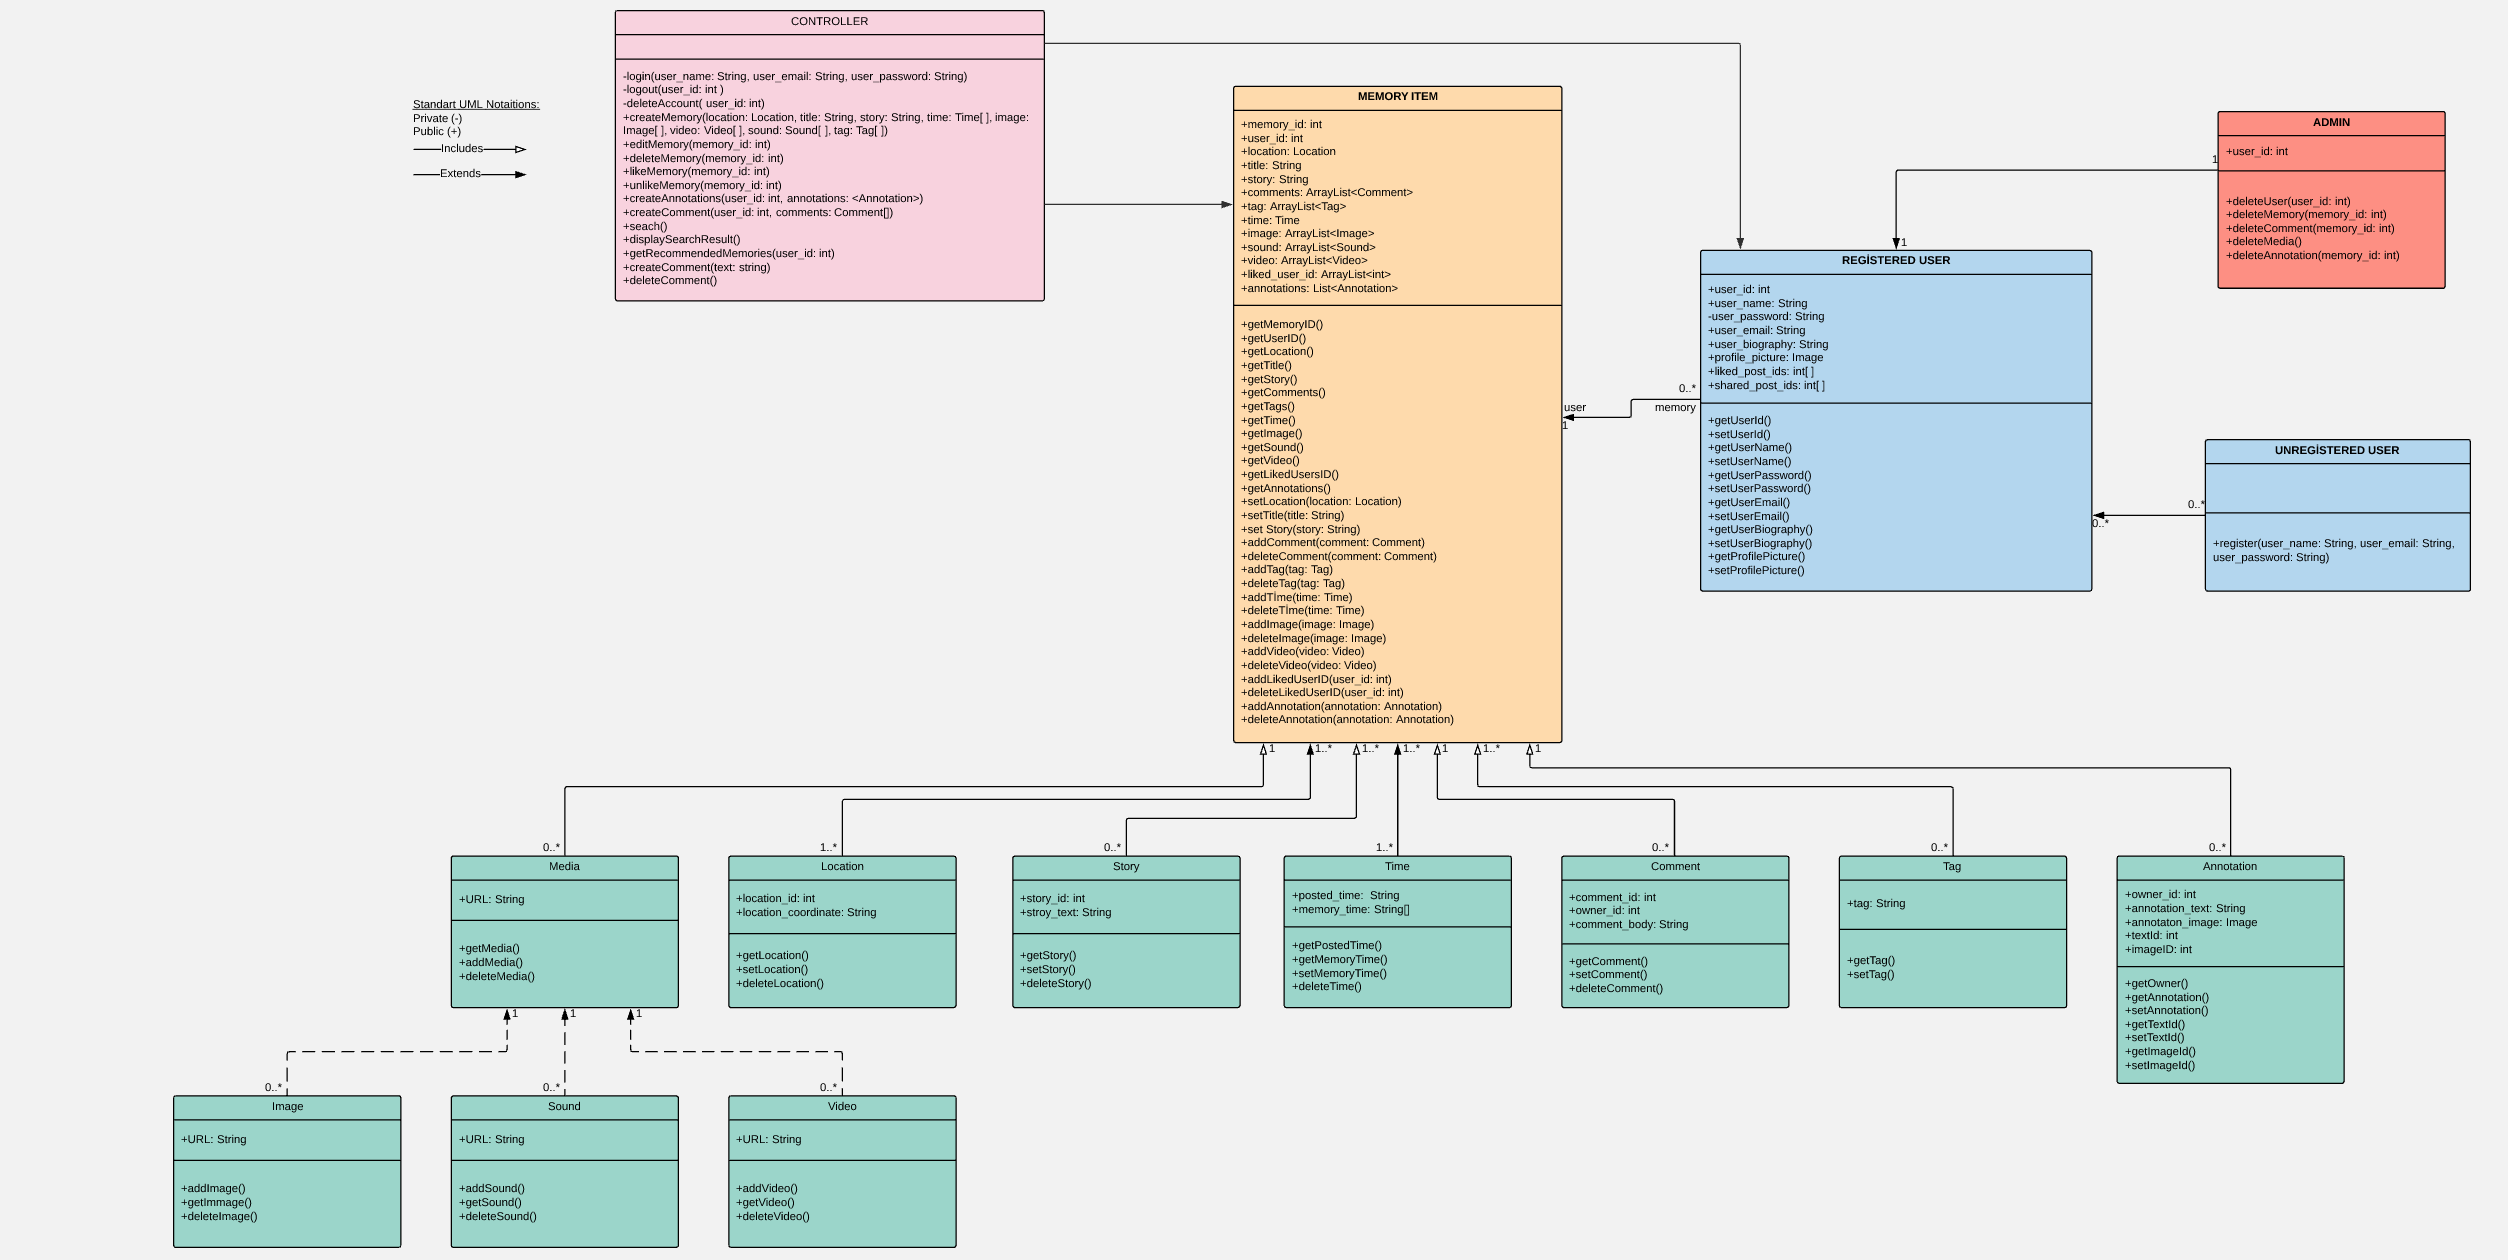 CONTROLLER
-login(user_name: String, user_email: String, user_password: String)
-logout(user_id: int )
-deleteAccount( user_id: int)
+createMemory(location: Location, title: String, story: String, time: Time[ ], image:
Image[ ], video: Video[ ], sound: Sound[ ], tag: Tag[ ])
+editMemory(memory_id: int)
+deleteMemory(memory_id: int)
+likeMemory(memory_id: int)
+unlikeMemory(memory_id: int)
+createAnnotations(user_id: int, annotations: <Annotation>)
+createComment(user_id: int, comments: Comment[])
+seach()
+displaySearchResult()
+getRecommendedMemories(user_id: int)
+createComment(text: string)
+deleteComment()
Standart UML Notaitions:
Private (-)
Public (+)
Includes
Extends
MEMORY ITEM
+memory_id: int
+user_id: int
+location: Location
+title: String
+story: String
+comments: ArrayList<Comment>
+tag: ArrayList<Tag>
+time: Time
+image: ArrayList<Image>
+sound: ArrayList<Sound>
+video: ArrayList<Video>
+liked_user_id: ArrayList<int>
+annotations: List<Annotation>
+getMemoryID()
+getUserID()
+getLocation()
+getTitle()
+getStory()
+getComments()
+getTags()
+getTime()
+getImage()
+getSound()
+getVideo()
+getLikedUsersID()
+getAnnotations()
+setLocation(location: Location)
+setTitle(title: String)
+set Story(story: String)
+addComment(comment: Comment)
+deleteComment(comment: Comment)
+addTag(tag: Tag)
+deleteTag(tag: Tag)
+addTİme(time: Time)
+deleteTİme(time: Time)
+addImage(image: Image)
+deleteImage(image: Image)
+addVideo(video: Video)
+deleteVideo(video: Video)
+addLikedUserID(user_id: int)
+deleteLikedUserID(user_id: int)
+addAnnotation(annotation: Annotation)
+deleteAnnotation(annotation: Annotation)
ADMIN
+user_id: int
+deleteUser(user_id: int)
+deleteMemory(memory_id: int)
+deleteComment(memory_id: int)
+deleteMedia()
+deleteAnnotation(memory_id: int)
1
1
REGİSTERED USER
+user_id: int
+user_name: String
-user_password: String
+user_email: String
+user_biography: String
+profile_picture: Image
+liked_post_ids: int[ ]
+shared_post_ids: int[ ]
+getUserId()
+setUserId()
+getUserName()
+setUserName()
+getUserPassword()
+setUserPassword()
+getUserEmail()
+setUserEmail()
+getUserBiography()
+setUserBiography()
+getProfilePicture()
+setProfilePicture()
0..*
user
memory
1
UNREGİSTERED USER
+register(user_name: String, user_email: String,
user_password: String)
0..*
0..*
1
1..*
1..*
1..*
1
1..*
1
0..*
1..*
0..*
1..*
0..*
0..*
0..*
Media
+URL: String
+getMedia()
+addMedia()
+deleteMedia()
Location
+location_id: int
+location_coordinate: String
+getLocation()
+setLocation()
+deleteLocation()
Story
+story_id: int
+stroy_text: String
+getStory()
+setStory()
+deleteStory()
Time
+posted_time: String
+memory_time: String[]
+getPostedTime()
+getMemoryTime()
+setMemoryTime()
+deleteTime()
Comment
+comment_id: int
+owner_id: int
+comment_body: String
+getComment()
+setComment()
+deleteComment()
Tag
+tag: String
+getTag()
+setTag()
Annotation
+owner_id: int
+annotation_text: String
+annotaton_image: Image
+textId: int
+imageID: int
+getOwner()
+getAnnotation()
+setAnnotation()
+getTextId()
+setTextId()
+getImageId()
+setImageId()
1
1
1
0..*
0..*
0..*
Image
+URL: String
+addImage()
+getImmage()
+deleteImage()
Sound
+URL: String
+addSound()
+getSound()
+deleteSound()
Video
+URL: String
+addVideo()
+getVideo()
+deleteVideo()